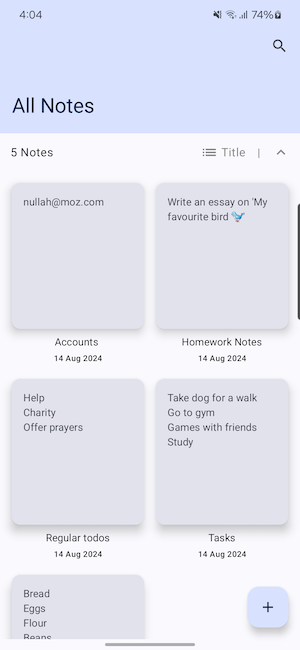 4:04
74%
All Notes
5 Notes
Title |
nullah@moz.com
Accounts
14 Aug 2024
Write an essay on 'My
favourite bird 🐦
Homework Notes
14 Aug 2024
Help
Charity
Offer prayers
Regular todos
14 Aug 2024
Take dog for a walk
Go to gym
Games with friends
Study
Tasks
14 Aug 2024
Bread
Eggs
Flour
Beans
+